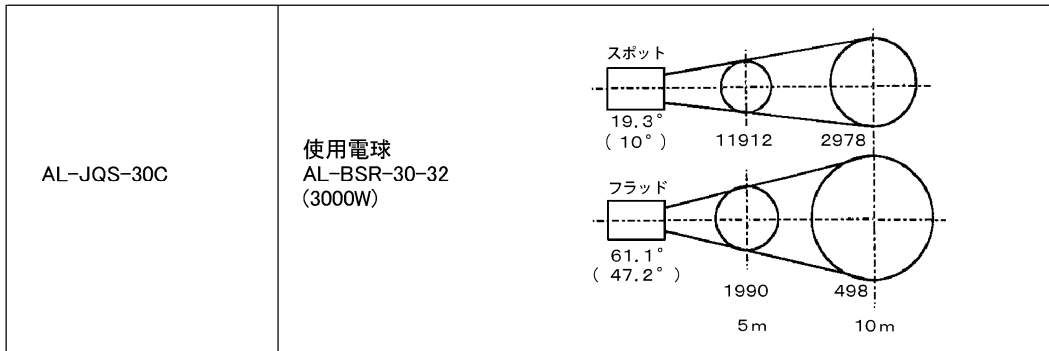 AL-JQS-30C
使用電球
AL-BSR-30-32
(3000W)
スポット
19.3°
( 10°)
11912
2978
フラッド
61.1°
( 47.2°)
1990
498
5m
10m